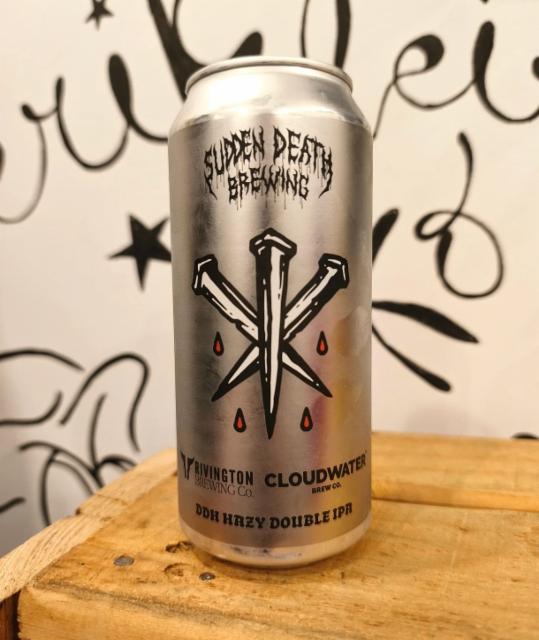 SUDDEN DEATH
BREWING
RIVINGTON
BREWING Co.
CLOUDWATER
BREW CO.
DDH HAZY DOUBLE IPA